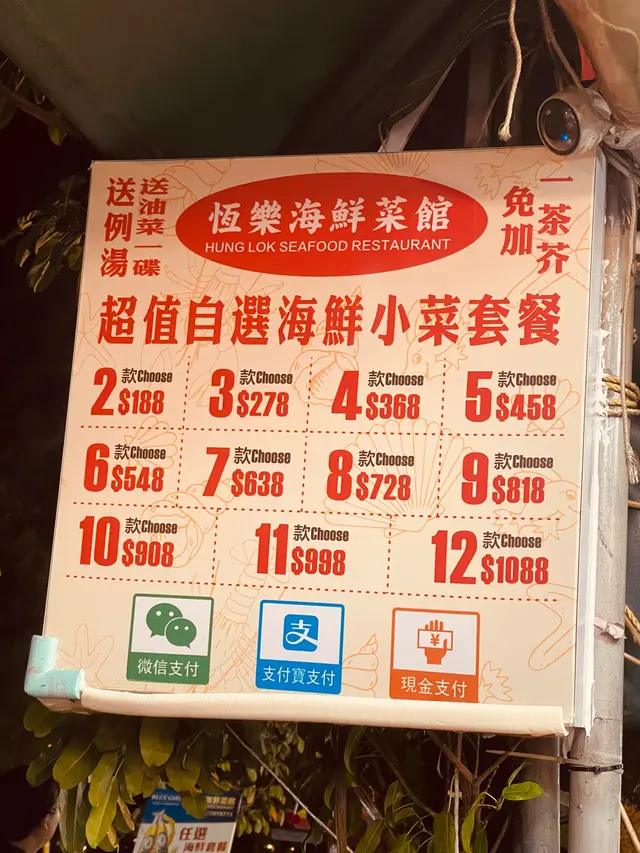 送例湯
送油菜一碟
恆樂海鮮菜館
HUNG LOK SEAFOOD RESTAURANT
免加
一茶芥
超值自選海鮮小菜套餐
2款Choose $188
3款Choose $278
4款Choose $368
5款Choose $458
6款Choose $548
7款Choose $638
8款Choose $728
9款Choose $818
10款Choose $908
11款Choose $998
12款Choose $1088
微信支付
支付寶支付
現金支付
任選
海鮮套餐